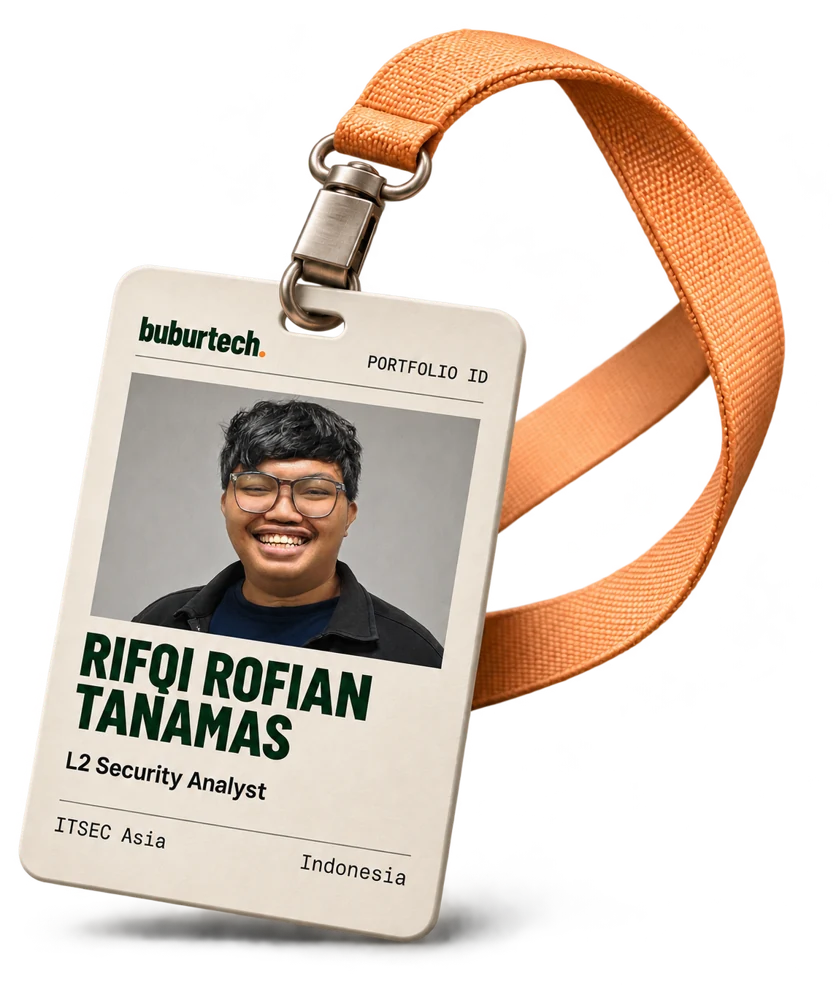 buburtech.
PORTFOLIO ID
RIFQI ROFIAN
TANAMAS
L2 Security Analyst
ITSEC Asia
Indonesia